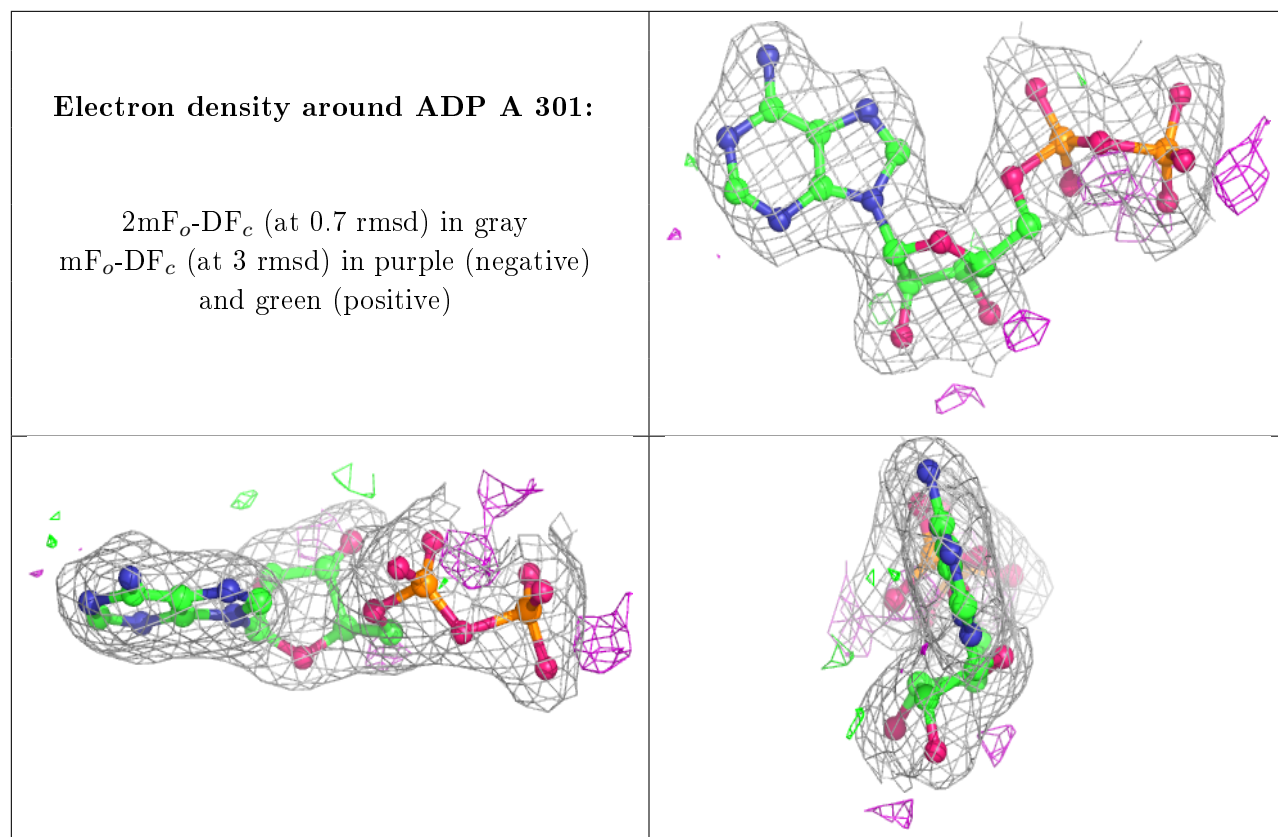 Electron density around ADP A 301:
2mFo-DFc (at 0.7 rmsd) in gray
mFo-DFc (at 3 rmsd) in purple (negative)
and green (positive)